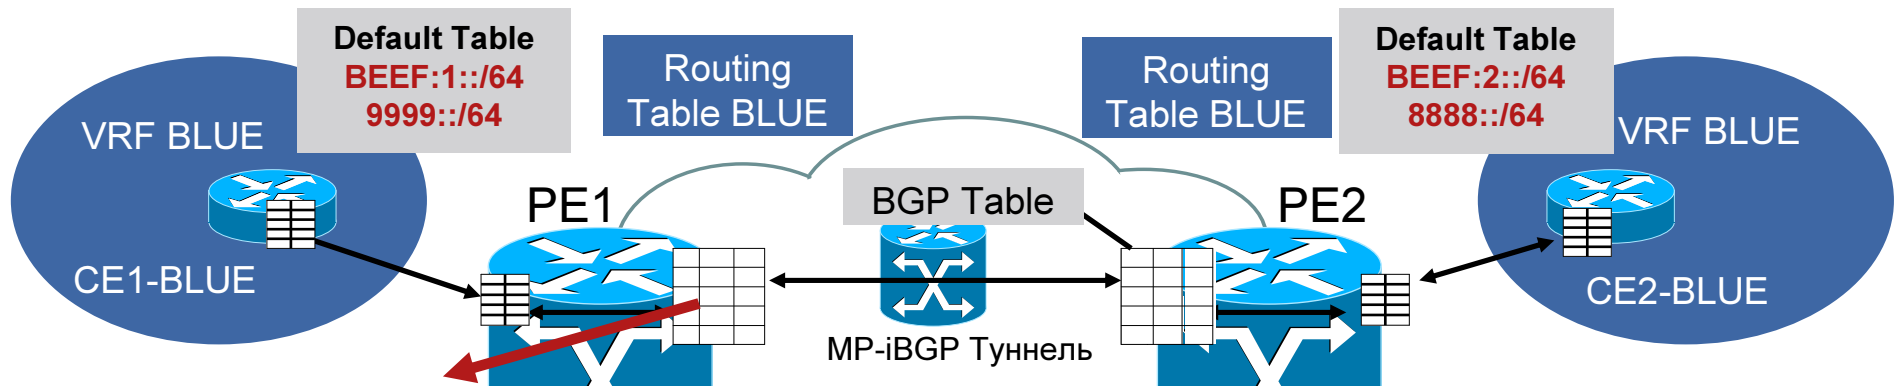 Default Table
BEEF:1::/64
9999::/64
Routing
Table BLUE
Routing
Table BLUE
Default Table
BEEF:2::/64
8888::/64
VRF BLUE
VRF BLUE
PE1
BGP Table
PE2
CE1-BLUE
CE2-BLUE
MP-iBGP Туннель